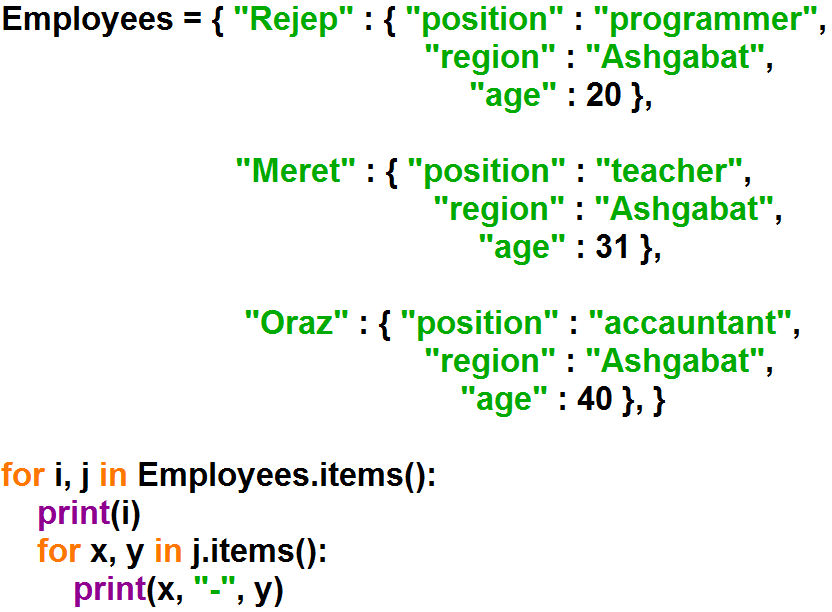 Employees = { "Rejep" : { "position" : "programmer",
"region" : "Ashgabat",
"age" : 20 },
"Meret" : { "position" : "teacher",
"region" : "Ashgabat",
"age" : 31 },
"Oraz" : { "position" : "accauntant",
"region" : "Ashgabat",
"age" : 40 }, }
for i, j in Employees.items():
print(i)
for x, y in j.items():
print(x, "-", y)